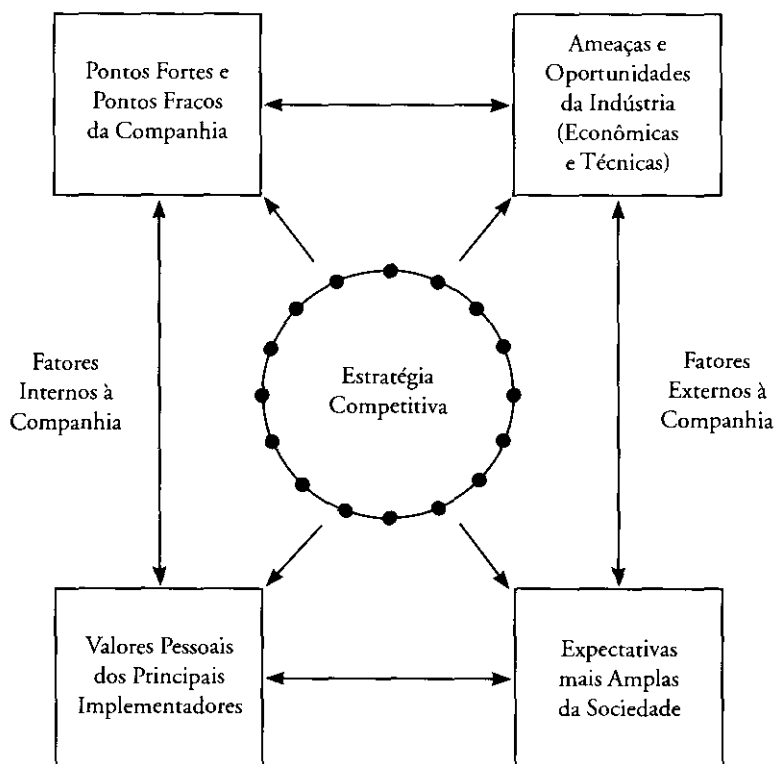 Pontos Fortes e
Pontos Fracos
da Companhia
Ameaças e
Oportunidades
da Indústria
(Econômicas
e Técnicas)
Fatores
Internos à
Companhia
Estratégia
Competitiva
Fatores
Externos à
Companhia
Valores Pessoais
dos Principais
Implementadores
Expectativas
mais Amplas
da Sociedade